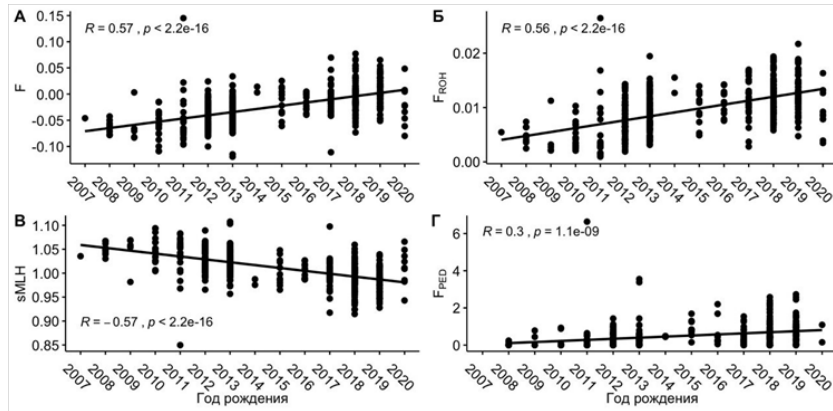 А
R = 0.57 , p < 2.2e-16
F
0.15
0.10
0.05
0.00
-0.05
-0.10
2007 2008 2009 2010 2011 2012 2013 2014 2015 2016 2017 2018 2019 2020
Б
R = 0.56 , p < 2.2e-16
FROH
0.02
0.01
0.00
2007 2008 2009 2010 2011 2012 2013 2014 2015 2016 2017 2018 2019 2020
В
sMLH
1.10
1.05
1.00
0.95
0.90
0.85
R = −0.57 , p < 2.2e-16
2007 2008 2009 2010 2011 2012 2013 2014 2015 2016 2017 2018 2019 2020
Год рождения
Г
R = 0.3 , p = 1.1e-09
FPED
6
4
2
0
2007 2008 2009 2010 2011 2012 2013 2014 2015 2016 2017 2018 2019 2020
Год рождения